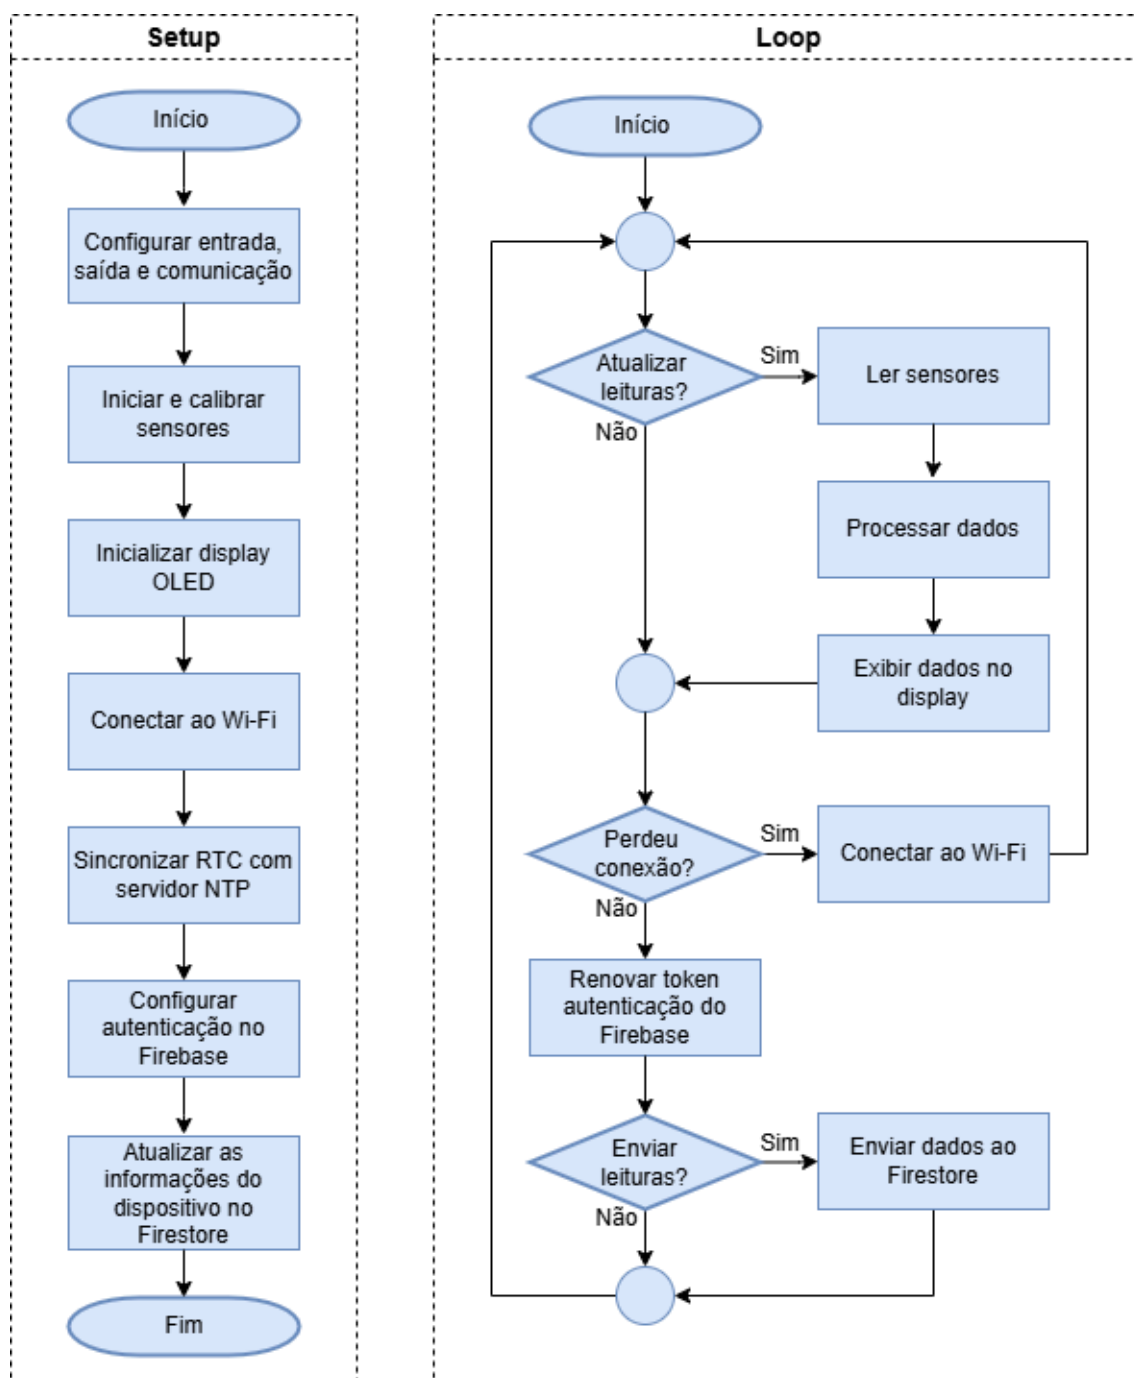 Setup
Início
Configurar entrada,
saída e comunicação
Iniciar e calibrar
sensores
Inicializar display
OLED
Conectar ao Wi-Fi
Sincronizar RTC com
servidor NTP
Configurar
autenticação no
Firebase
Atualizar as
informações do
dispositivo no
Firestore
Fim
Loop
Início
Atualizar
leituras?
Sim
Ler sensores
Não
Processar dados
Exibir dados no
display
Perdeu
conexão?
Sim
Conectar ao Wi-Fi
Não
Renovar token
autenticação do
Firebase
Enviar
leituras?
Sim
Enviar dados ao
Firestore
Não